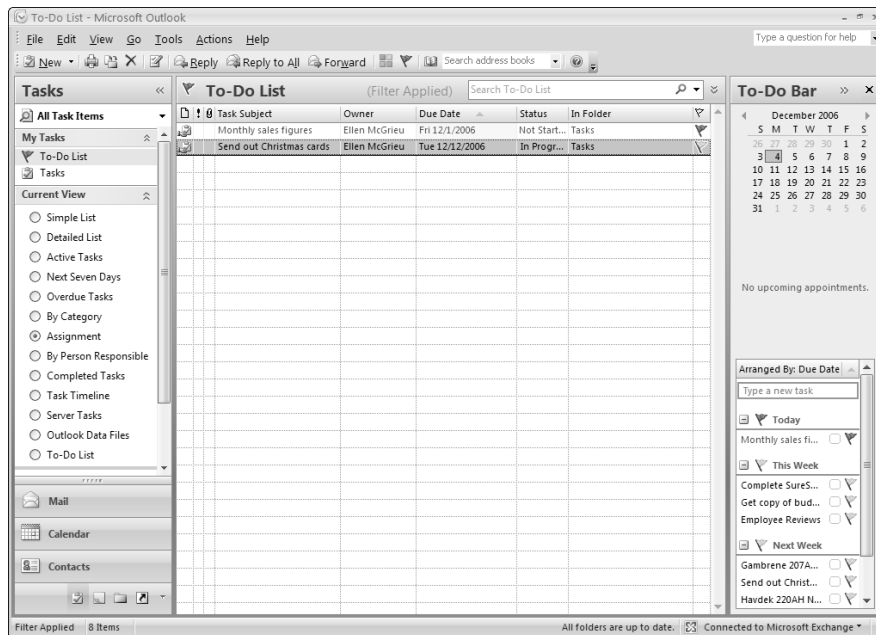 To-Do List - Microsoft Outlook
File Edit View Go Tools Actions Help
Type a question for help
New Reply Reply to All Forward Search address books
Tasks
To-Do List (Filter Applied) Search To-Do List
To-Do Bar
All Task Items
My Tasks
To-Do List
Tasks
Current View
Simple List
Detailed List
Active Tasks
Next Seven Days
Overdue Tasks
By Category
Assignment
By Person Responsible
Completed Tasks
Task Timeline
Server Tasks
Outlook Data Files
To-Do List
Mail
Calendar
Contacts
Task Subject Owner Due Date Status In Folder
Monthly sales figures Ellen McGrieu Fri 12/1/2006 Not Start... Tasks
Send out Christmas cards Ellen McGrieu Tue 12/12/2006 In Progr... Tasks
December 2006
S M T W T F S
26 27 28 29 30 1 2
3 4 5 6 7 8 9
10 11 12 13 14 15 16
17 18 19 20 21 22 23
24 25 26 27 28 29 30
31 1 2 3 4 5 6
No upcoming appointments.
Arranged By: Due Date
Type a new task
Today
Monthly sales fi...
This Week
Complete SureS...
Get copy of bud...
Employee Reviews
Next Week
Gambrene 207A...
Send out Christ...
Havdek 220AH N...
Filter Applied 8 Items
All folders are up to date. Connected to Microsoft Exchange